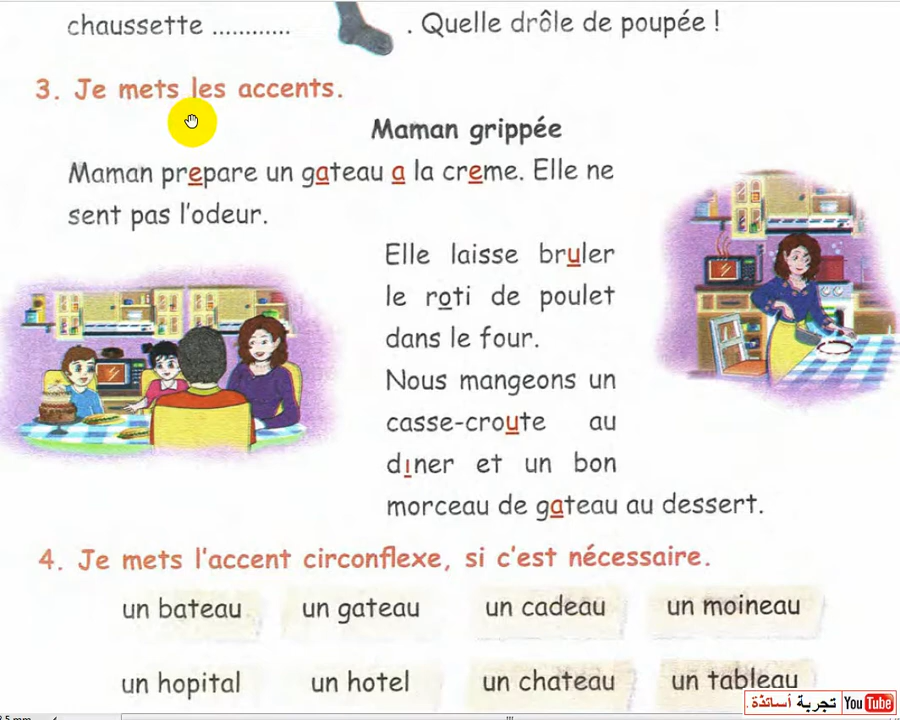 chaussette ............ . Quelle drôle de poupée !
3. Je mets les accents.
Maman grippée
Maman prepare un gateau a la creme. Elle ne
sent pas l'odeur.
Elle laisse bruler
le roti de poulet
dans le four.
Nous mangeons un
casse-croute au
dıner et un bon
morceau de gateau au dessert.
4. Je mets l'accent circonflexe, si c'est nécessaire.
un bateau un gateau un cadeau un moineau
un hopital un hotel un chateau un tableau
تجربة أساتذة. YouTube